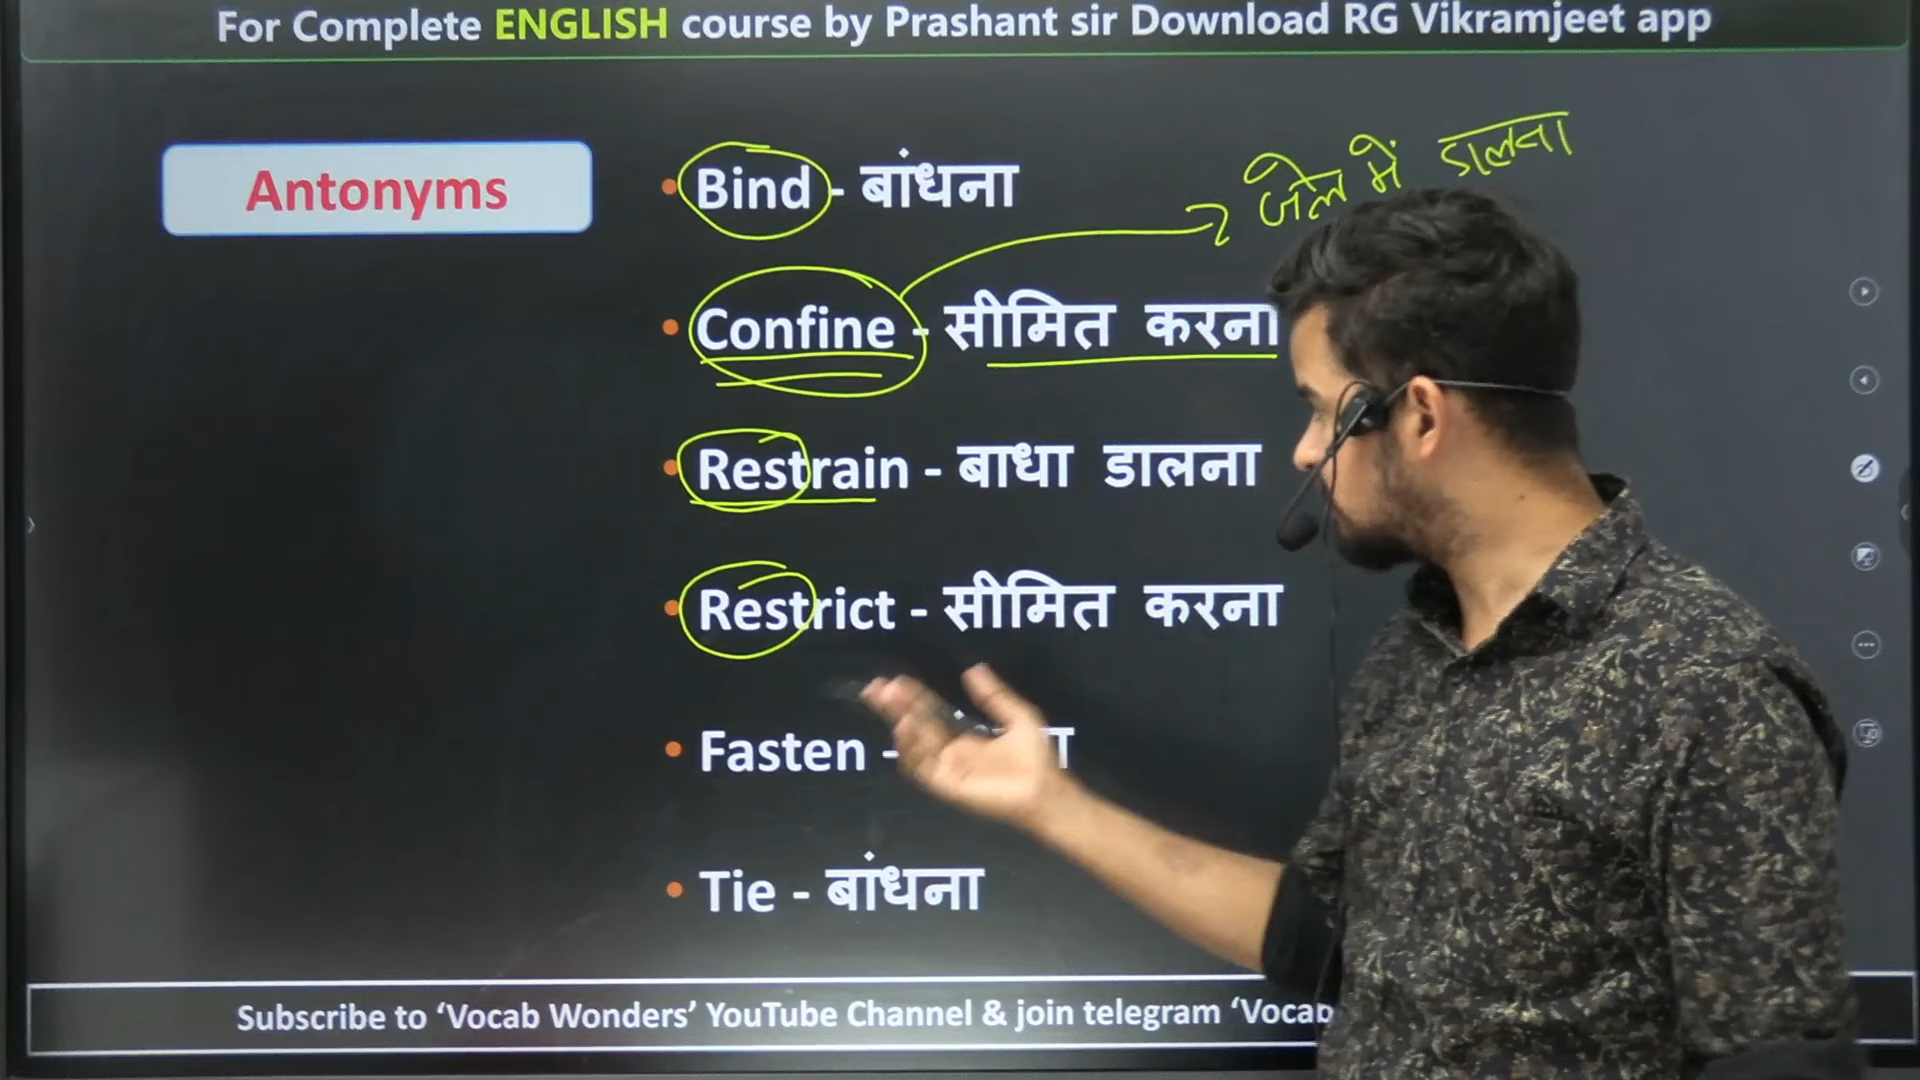 For Complete ENGLISH course by Prashant sir Download RG Vikramjeet app
Antonyms
• Bind - बांधना
जेल में डालना
• Confine - सीमित करना
• Restrain - बाधा डालना
• Restrict - सीमित करना
• Fasten -
• Tie - बांधना
Subscribe to ‘Vocab Wonders’ YouTube Channel & join telegram ‘Vocab